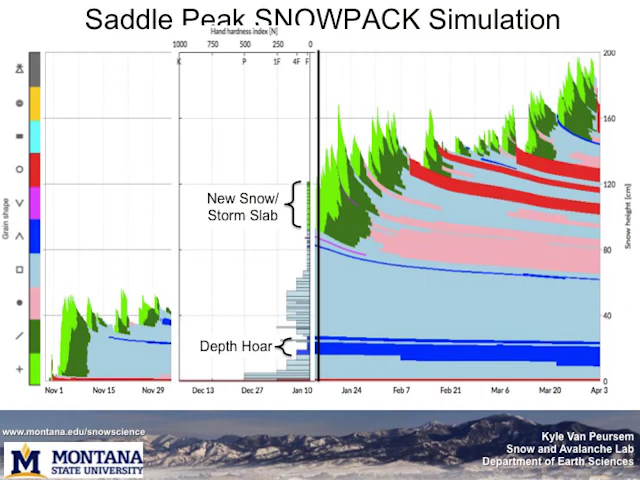 Saddle Peak SNOWPACK Simulation
Hand hardness index [N]
1000 750 500 250 0
K P 1F 4F F
200
160
120
80
40
0
Snow height [cm]
Grain shape
New Snow/
Storm Slab
Depth Hoar
Nov 1 Nov 15 Nov 29 Dec 13 Dec 27 Jan 10 Jan 24 Feb 7 Feb 21 Mar 6 Mar 20 Apr 3
www.montana.edu/snowscience
M
MONTANA
STATE UNIVERSITY
Kyle Van Peursem
Snow and Avalanche Lab
Department of Earth Sciences